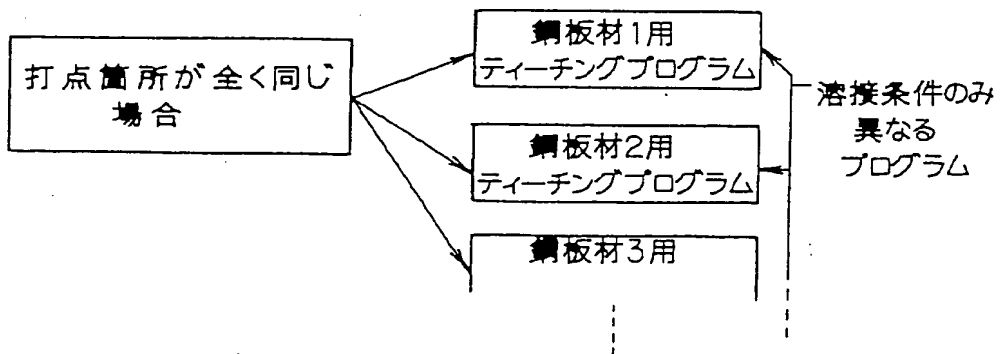 打点箇所が全く同じ
場合
鋼板材1用
ティーチングプログラム
鋼板材2用
ティーチングプログラム
鋼板材3用
溶接条件のみ
異なる
プログラム